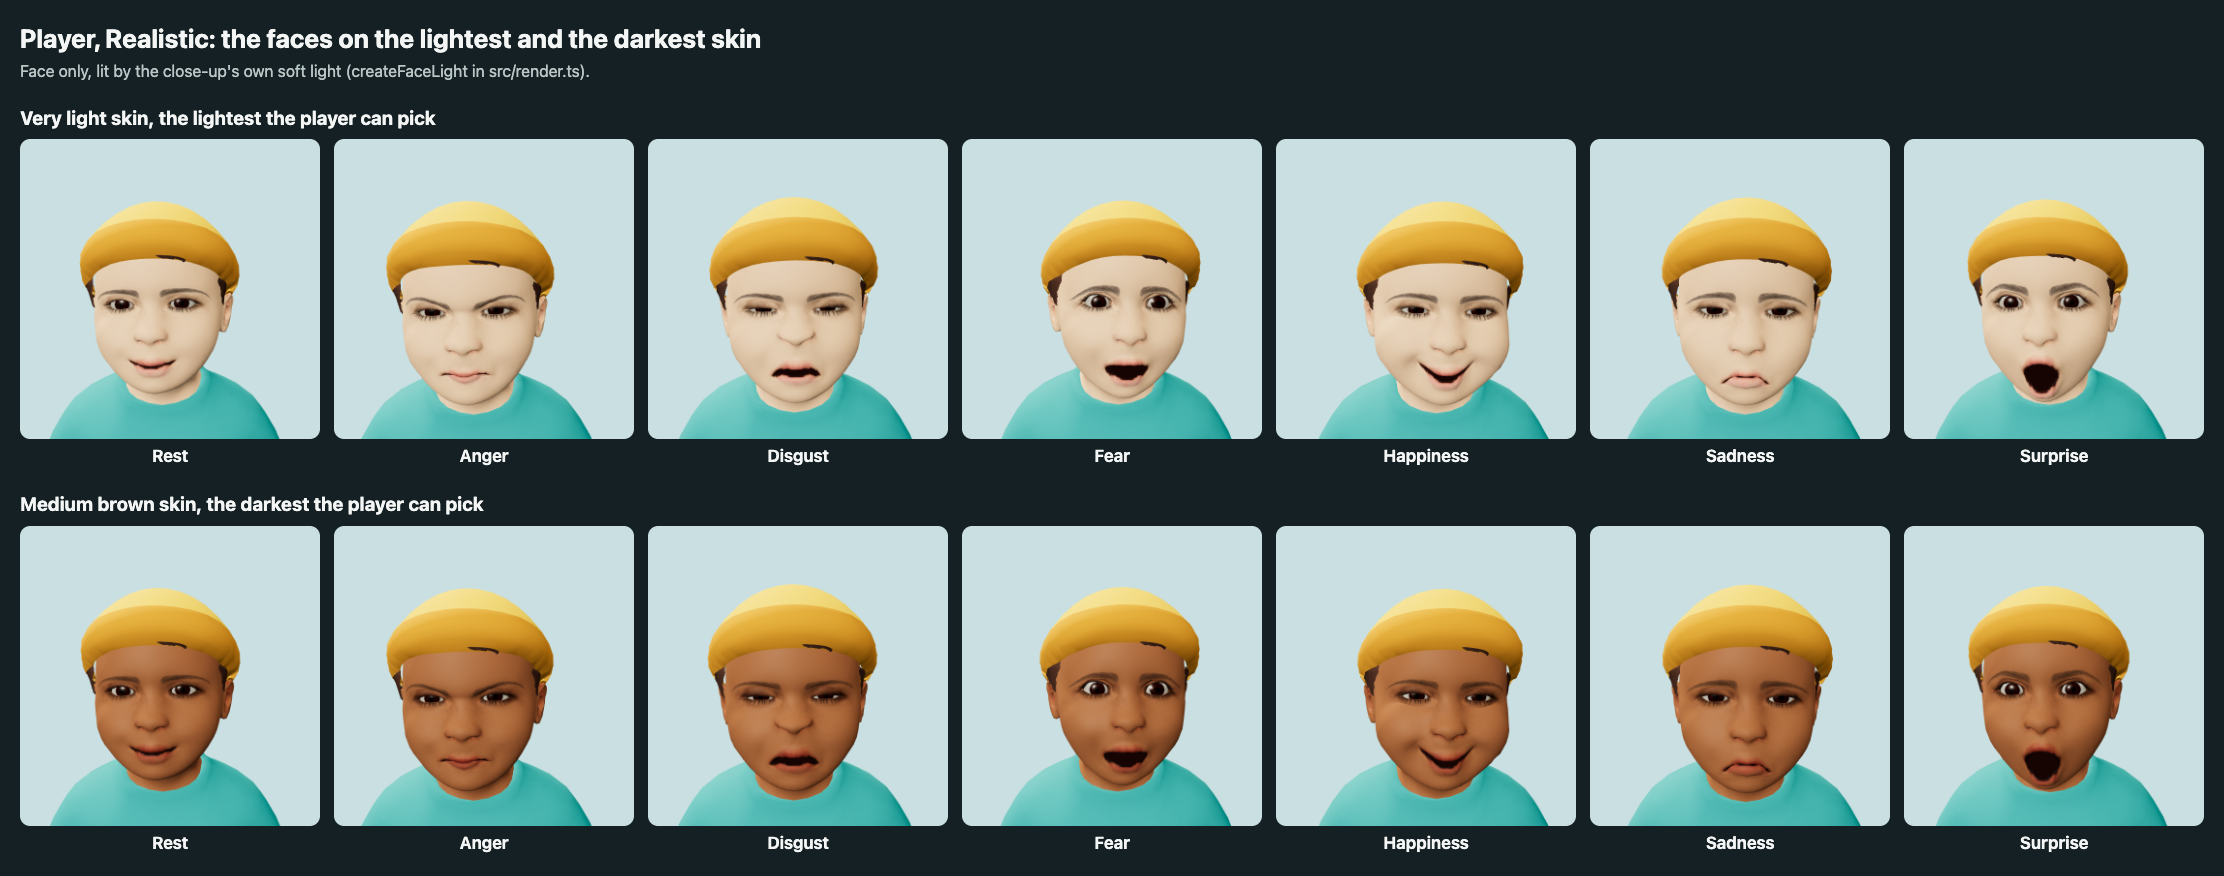 Player, Realistic: the faces on the lightest and the darkest skin
Face only, lit by the close-up's own soft light (createFaceLight in src/render.ts).
Very light skin, the lightest the player can pick
Rest
Anger
Disgust
Fear
Happiness
Sadness
Surprise
Medium brown skin, the darkest the player can pick
Rest
Anger
Disgust
Fear
Happiness
Sadness
Surprise